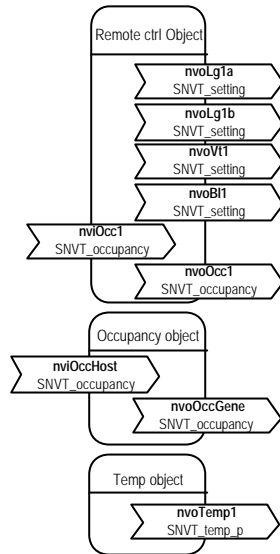 Remote ctrl Object
nvoLg1a
SNVT_setting
nvoLg1b
SNVT_setting
nvoVt1
SNVT_setting
nvoBl1
SNVT_setting
nviOcc1
SNVT_occupancy
nvoOcc1
SNVT_occupancy
Occupancy object
nviOccHost
SNVT_occupancy
nvoOccGene
SNVT_occupancy
Temp object
nvoTemp1
SNVT_temp_p